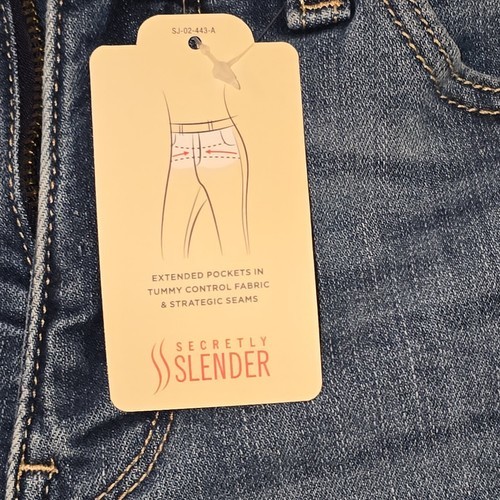 SJ-02-443-A
EXTENDED POCKETS IN
TUMMY CONTROL FABRIC
& STRATEGIC SEAMS
SECRETLY
SLENDER